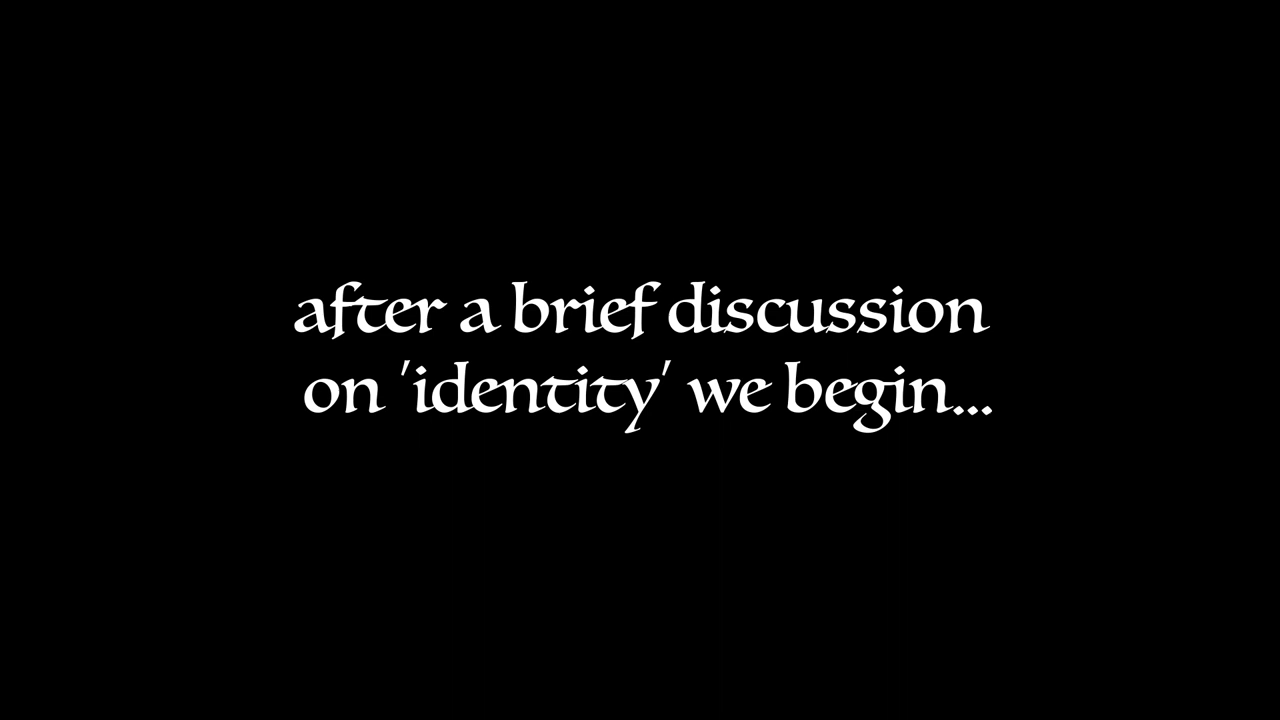 after a brief discussion
on 'identity' we begin...